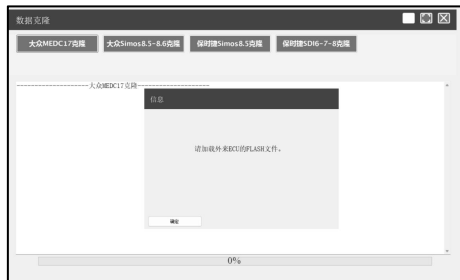 数据克隆
大众MEDC17克隆
大众Simos8.5-8.6克隆
保时捷Simos8.5克隆
保时捷SDI6-7-8克隆
--------------------大众MEDC17克隆--------------------
信息
请加载外来ECU的FLASH文件。
确定
0%